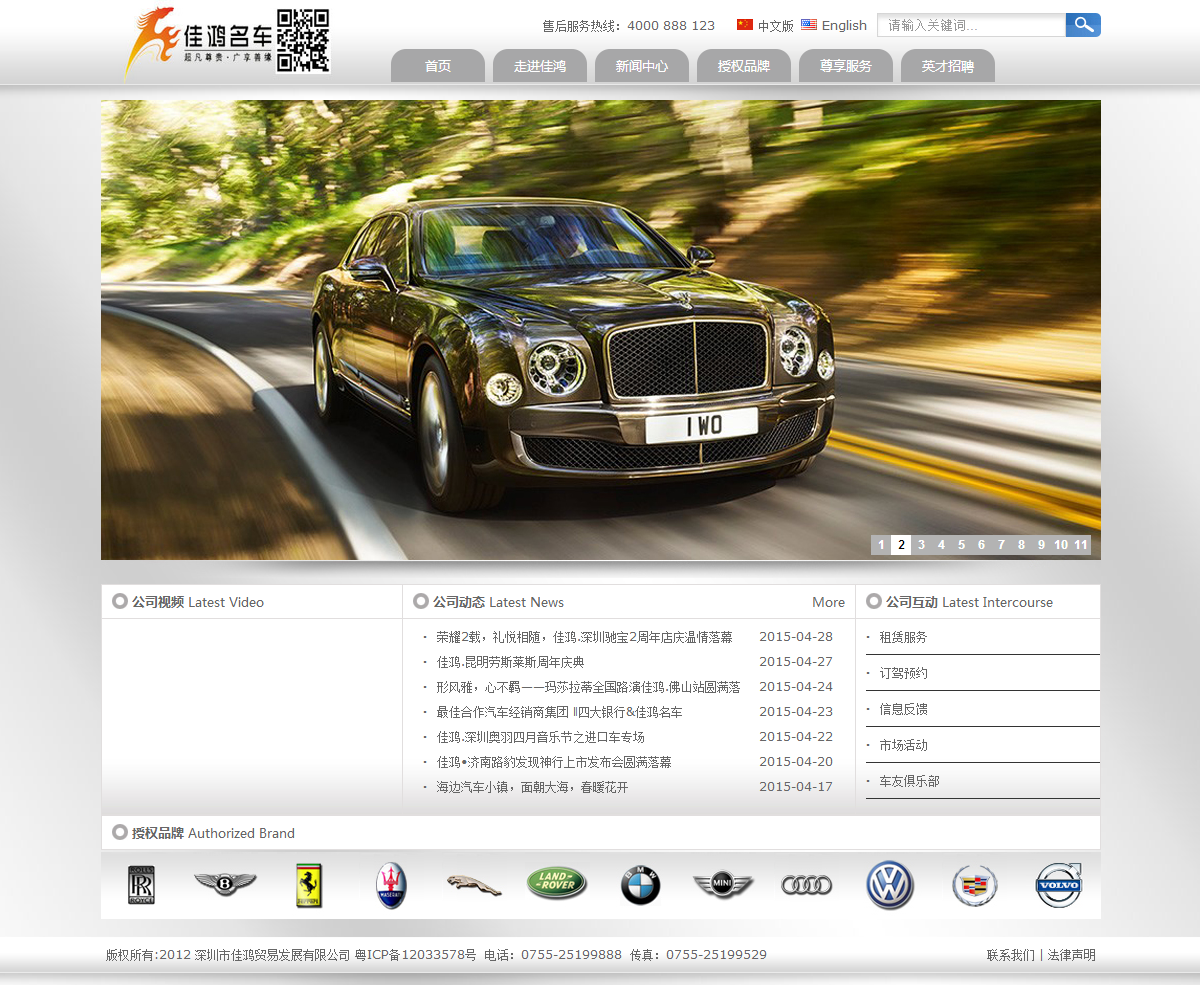 佳鸿名车
超凡尊贵·广享善缘
售后服务热线：4000 888 123
中文版 English
请输入关键词...
首页 走进佳鸿 新闻中心 授权品牌 尊享服务 英才招聘
1 WO
1 2 3 4 5 6 7 8 9 10 11
公司视频 Latest Video
公司动态 Latest News More
· 荣耀2载，礼悦相随，佳鸿.深圳驰宝2周年店庆温情落幕 2015-04-28
· 佳鸿.昆明劳斯莱斯周年庆典 2015-04-27
· 形风雅，心不羁——玛莎拉蒂全国路演佳鸿.佛山站圆满落 2015-04-24
· 最佳合作汽车经销商集团 ‖四大银行&佳鸿名车 2015-04-23
· 佳鸿.深圳奥羽四月音乐节之进口车专场 2015-04-22
· 佳鸿•济南路豹发现神行上市发布会圆满落幕 2015-04-20
· 海边汽车小镇，面朝大海，春暖花开 2015-04-17
公司互动 Latest Intercourse
· 租赁服务
· 订驾预约
· 信息反馈
· 市场活动
· 车友俱乐部
授权品牌 Authorized Brand
ROLLS
RR
ROYCE
B
Ferrari
MASERATI
LAND-
ROVER
BMW
MINI
VOLVO
版权所有:2012 深圳市佳鸿贸易发展有限公司 粤ICP备12033578号 电话：0755-25199888 传真：0755-25199529
联系我们 | 法律声明